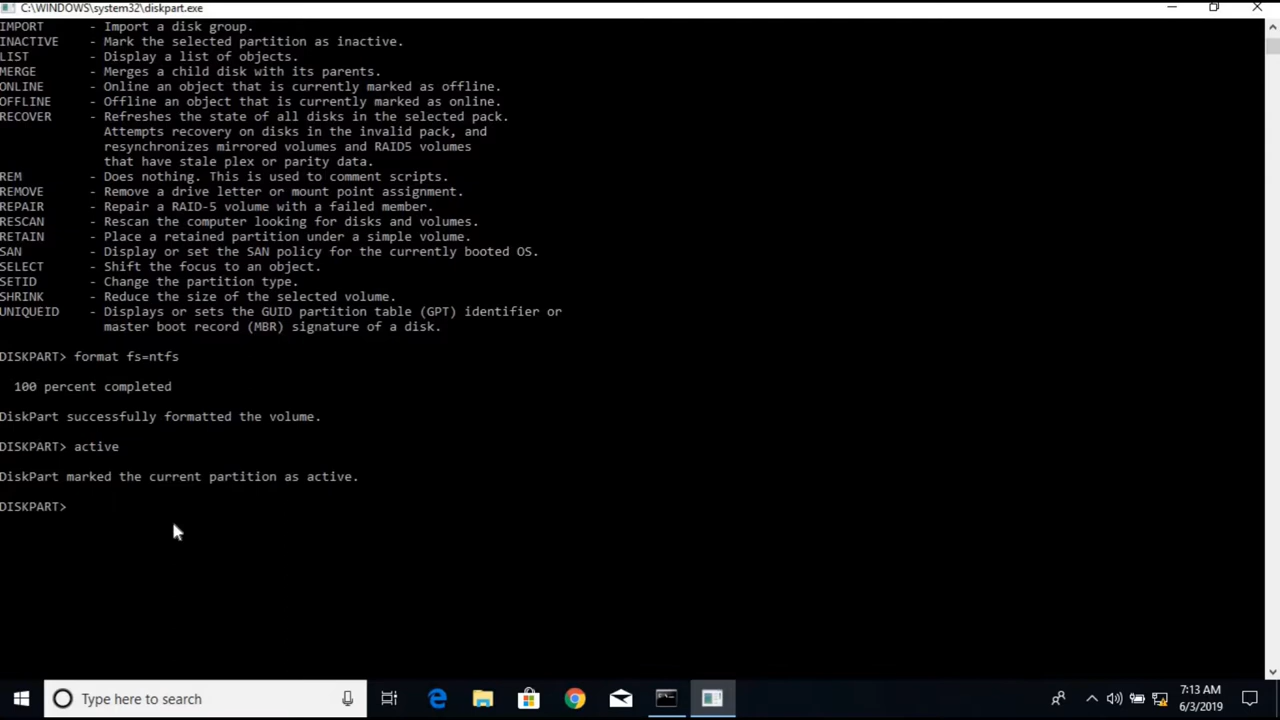 C:\WINDOWS\system32\diskpart.exe
IMPORT - Import a disk group.
INACTIVE - Mark the selected partition as inactive.
LIST - Display a list of objects.
MERGE - Merges a child disk with its parents.
ONLINE - Online an object that is currently marked as offline.
OFFLINE - Offline an object that is currently marked as online.
RECOVER - Refreshes the state of all disks in the selected pack.
Attempts recovery on disks in the invalid pack, and
resynchronizes mirrored volumes and RAID5 volumes
that have stale plex or parity data.
REM - Does nothing. This is used to comment scripts.
REMOVE - Remove a drive letter or mount point assignment.
REPAIR - Repair a RAID-5 volume with a failed member.
RESCAN - Rescan the computer looking for disks and volumes.
RETAIN - Place a retained partition under a simple volume.
SAN - Display or set the SAN policy for the currently booted OS.
SELECT - Shift the focus to an object.
SETID - Change the partition type.
SHRINK - Reduce the size of the selected volume.
UNIQUEID - Displays or sets the GUID partition table (GPT) identifier or
master boot record (MBR) signature of a disk.
DISKPART> format fs=ntfs
100 percent completed
DiskPart successfully formatted the volume.
DISKPART> active
DiskPart marked the current partition as active.
DISKPART>
Type here to search
7:13 AM
6/3/2019